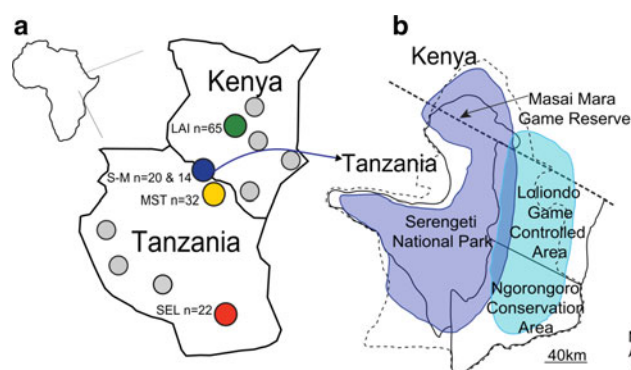 a
Kenya
LAI n=65
S-M n=20 & 14
MST n=32
Tanzania
SEL n=22
b
Kenya
Masai Mara
Game Reserve
Tanzania
Loliondo
Game
Controlled
Area
Serengeti
National Park
Ngorongoro
Conservation
Area
40km